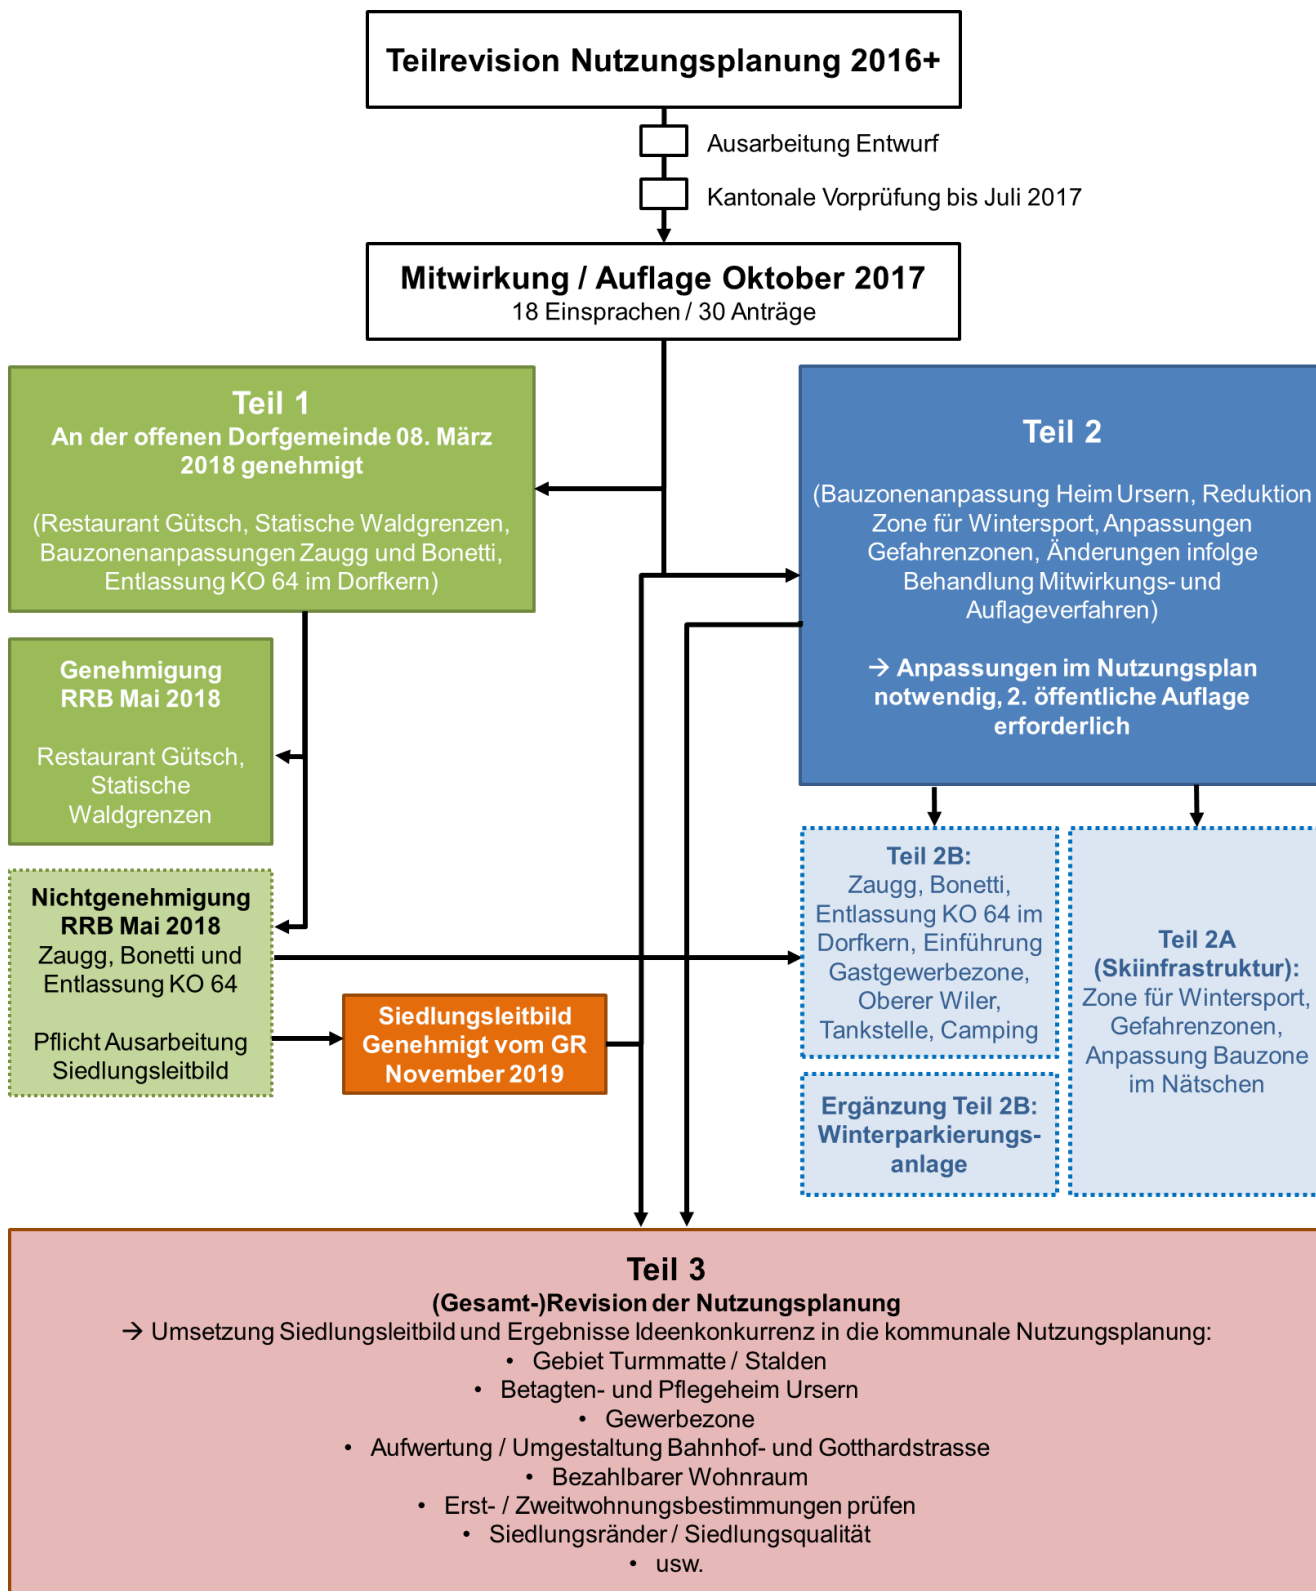 Teilrevision Nutzungsplanung 2016+
Ausarbeitung Entwurf
Kantonale Vorprüfung bis Juli 2017
Mitwirkung / Auflage Oktober 2017
18 Einsprachen / 30 Anträge
Teil 1
An der offenen Dorfgemeinde 08. März
2018 genehmigt
(Restaurant Gütsch, Statische Waldgrenzen,
Bauzonenanpassungen Zaugg und Bonetti,
Entlassung KO 64 im Dorfkern)
Teil 2
(Bauzonenanpassung Heim Ursern, Reduktion
Zone für Wintersport, Anpassungen
Gefahrenzonen, Änderungen infolge
Behandlung Mitwirkungs- und
Auflageverfahren)
→ Anpassungen im Nutzungsplan
notwendig, 2. öffentliche Auflage
erforderlich
Genehmigung
RRB Mai 2018
Restaurant Gütsch,
Statische
Waldgrenzen
Nichtgenehmigung
RRB Mai 2018
Zaugg, Bonetti und
Entlassung KO 64
Pflicht Ausarbeitung
Siedlungsleitbild
Siedlungsleitbild
Genehmigt vom GR
November 2019
Teil 2B:
Zaugg, Bonetti,
Entlassung KO 64 im
Dorfkern, Einführung
Gastgewerbezone,
Oberer Wiler,
Tankstelle, Camping
Ergänzung Teil 2B:
Winterparkierungs-
anlage
Teil 2A
(Skiinfrastruktur):
Zone für Wintersport,
Gefahrenzonen,
Anpassung Bauzone
im Nätschen
Teil 3
(Gesamt-)Revision der Nutzungsplanung
→ Umsetzung Siedlungsleitbild und Ergebnisse Ideenkonkurrenz in die kommunale Nutzungsplanung:
• Gebiet Turmmatte / Stalden
• Betagten- und Pflegeheim Ursern
• Gewerbezone
• Aufwertung / Umgestaltung Bahnhof- und Gotthardstrasse
• Bezahlbarer Wohnraum
• Erst- / Zweitwohnungsbestimmungen prüfen
• Siedlungsränder / Siedlungsqualität
• usw.